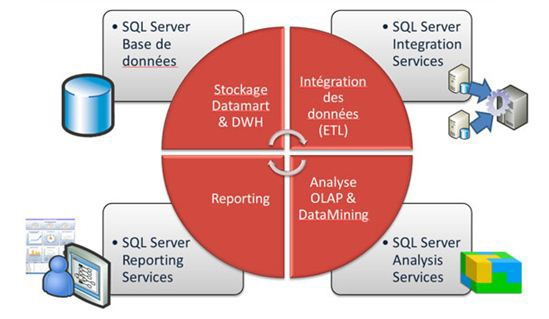 • SQL Server
Base de
données
• SQL Server
Integration
Services
Stockage
Datamart
& DWH
Intégration
des
données
(ETL)
Reporting
Analyse
OLAP &
DataMining
• SQL Server
Reporting
Services
• SQL Server
Analysis
Services